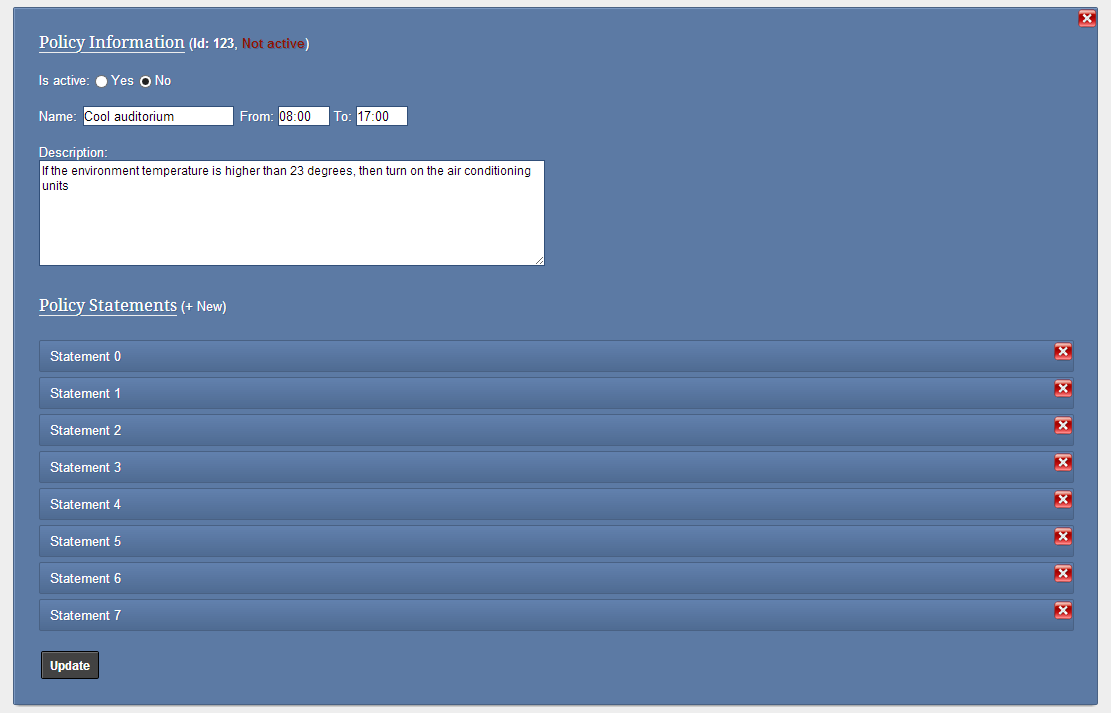 Policy Information (Id: 123, Not active)
Is active: Yes No
Name: Cool auditorium From: 08:00 To: 17:00
Description:
If the environment temperature is higher than 23 degrees, then turn on the air conditioning
units
Policy Statements (+ New)
Statement 0
Statement 1
Statement 2
Statement 3
Statement 4
Statement 5
Statement 6
Statement 7
Update